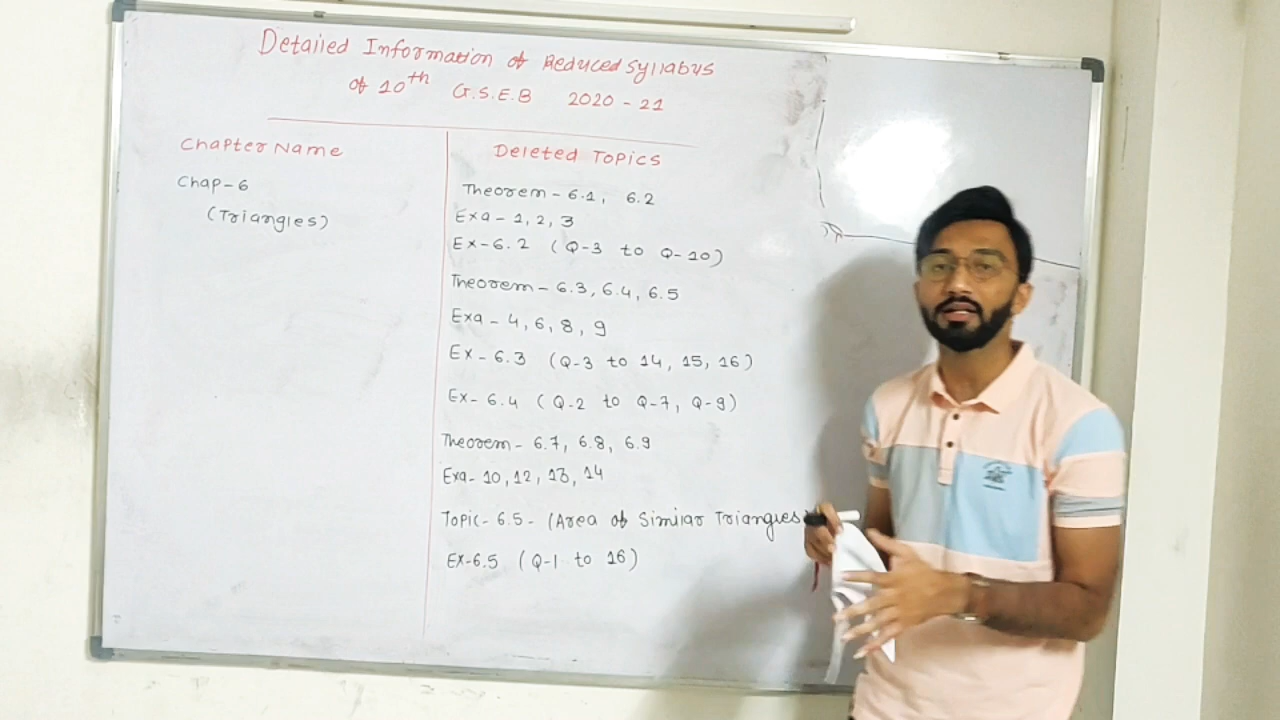 Detailed Information of Reduced Syllabus
of 10th G.S.E.B 2020 - 21
Chapter Name
Deleted Topics
Chap-6
(Triangles)
Theorem - 6.1, 6.2
Exa - 1, 2, 3
Ex-6.2 (Q-3 to Q-10)
Theorem - 6.3, 6.4, 6.5
Exa - 4, 6, 8, 9
Ex - 6.3 (Q-3 to 14, 15, 16)
Ex- 6.4 (Q-2 to Q-7, Q-9)
Theorem - 6.7, 6.8, 6.9
Exa- 10, 12, 13, 14
Topic- 6.5 - (Area of Similar Triangles)
Ex-6.5 (Q-1 to 16)